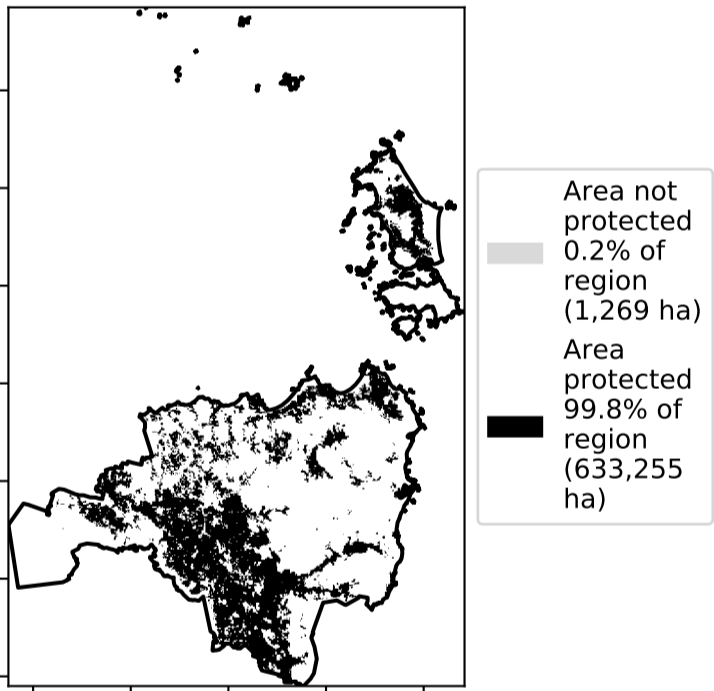 Area not
protected
0.2% of
region
(1,269 ha)
Area
protected
99.8% of
region
(633,255
ha)